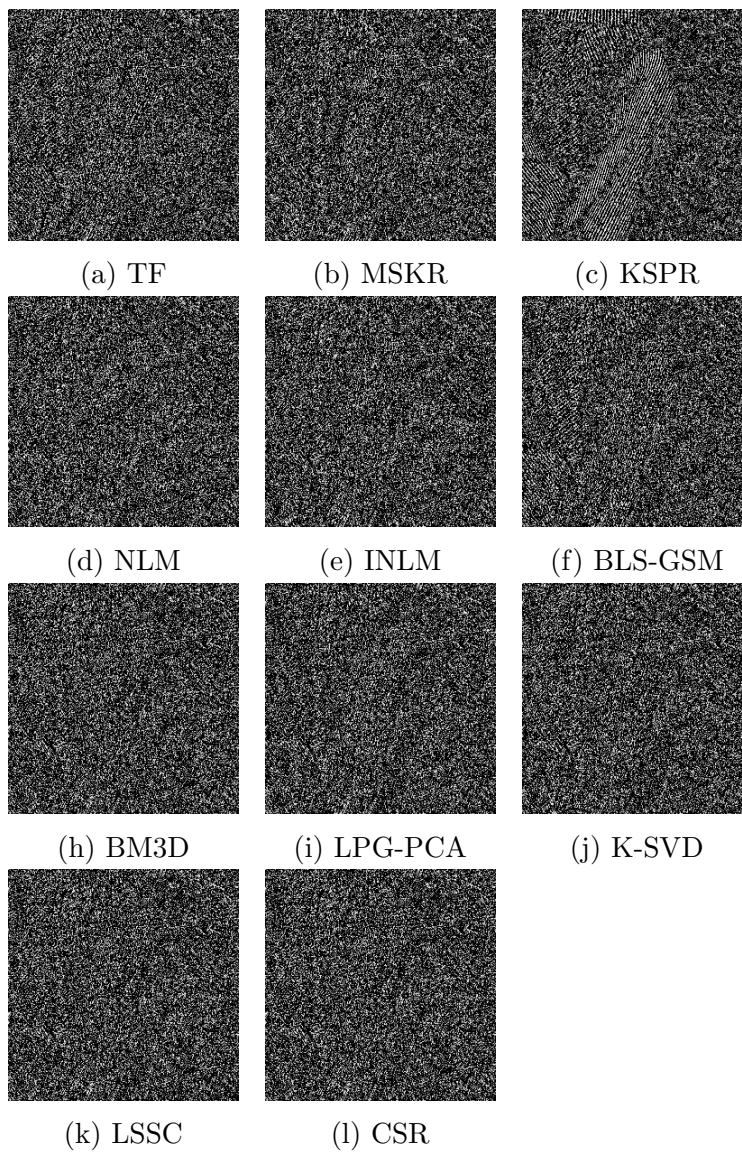 (a) TF (b) MSKR (c) KSPR
(d) NLM (e) INLM (f) BLS-GSM
(h) BM3D (i) LPG-PCA (j) K-SVD
(k) LSSC (l) CSR